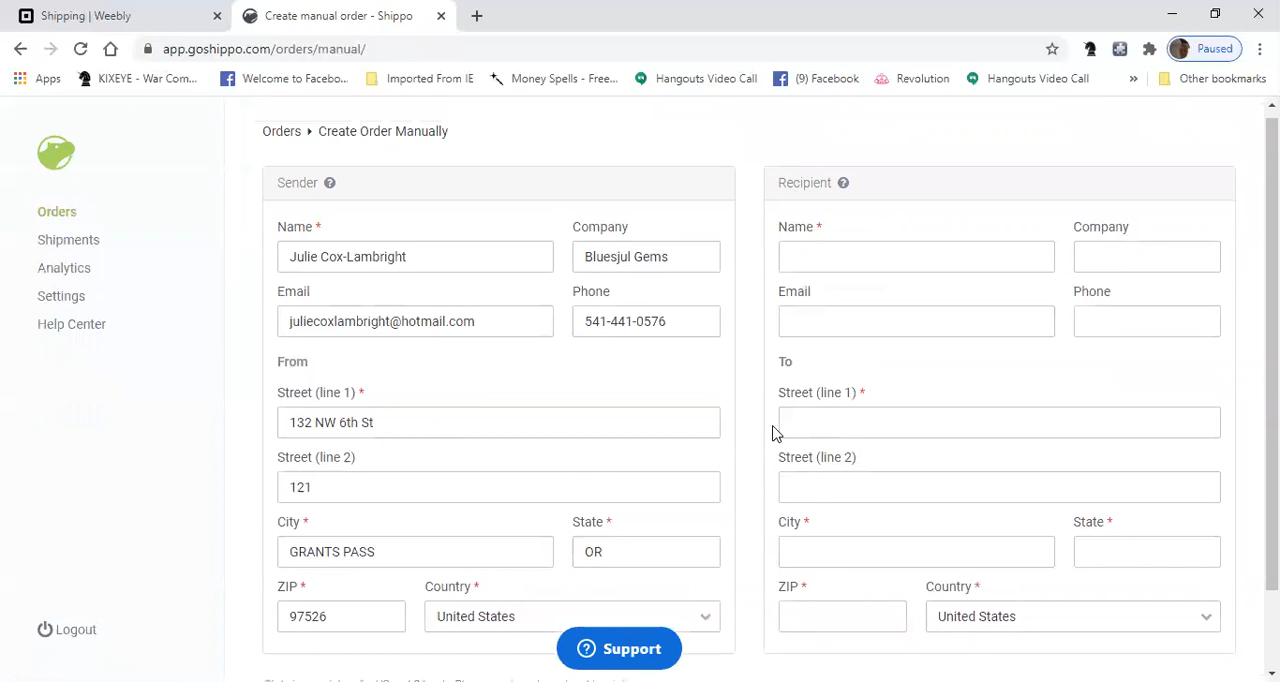 Shipping | Weebly
Create manual order - Shippo
app.goshippo.com/orders/manual/
Paused
Apps
KIXEYE - War Com...
Welcome to Facebo...
Imported From IE
Money Spells - Free...
Hangouts Video Call
(9) Facebook
Revolution
Hangouts Video Call
»
Other bookmarks
Orders
Shipments
Analytics
Settings
Help Center
Logout
Orders ▸ Create Order Manually
Sender
Name *
Company
Julie Cox-Lambright
Bluesjul Gems
Email
Phone
juliecoxlambright@hotmail.com
541-441-0576
From
Street (line 1) *
132 NW 6th St
Street (line 2)
121
City *
State *
GRANTS PASS
OR
ZIP *
Country *
97526
United States
Recipient
Name *
Company
Email
Phone
To
Street (line 1) *
Street (line 2)
City *
State *
ZIP *
Country *
United States
Support